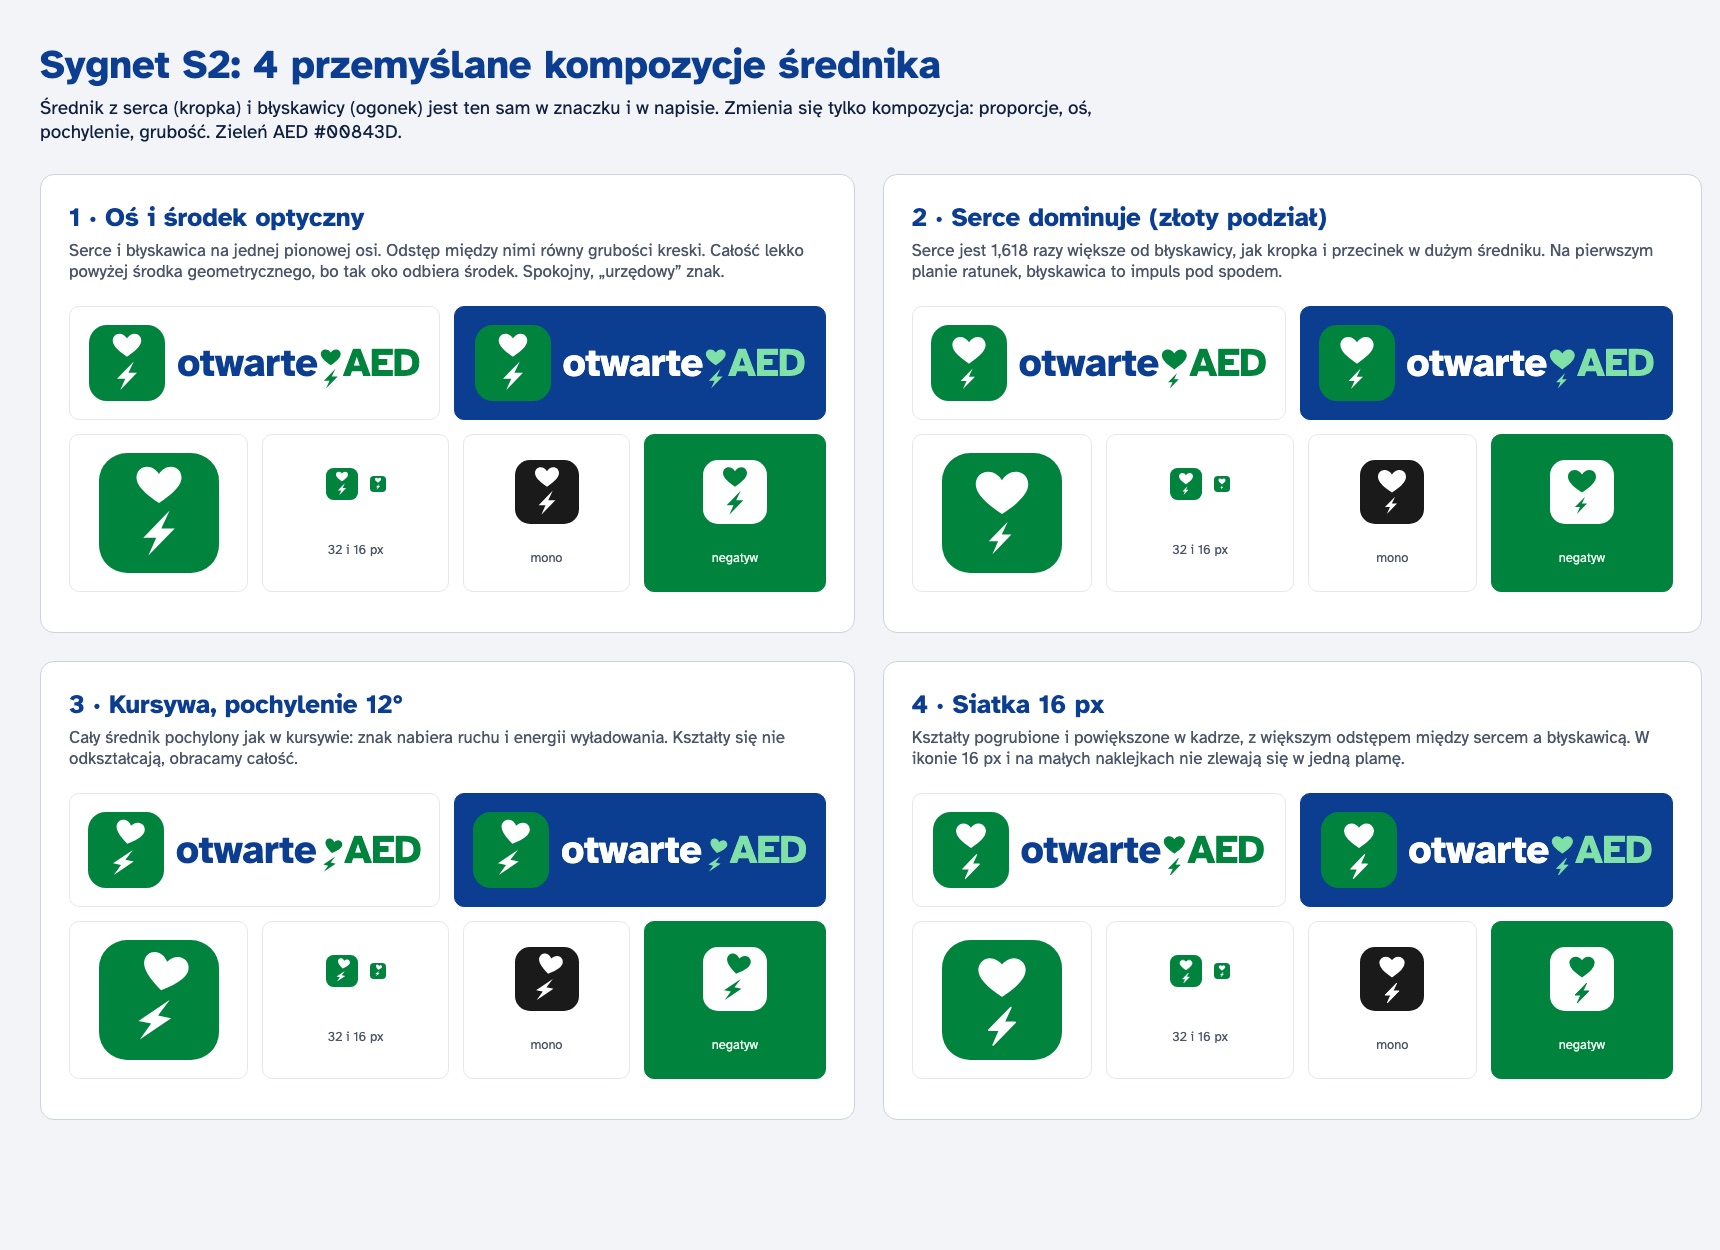 Sygnet S2: 4 przemyślane kompozycje średnika
Średnik z serca (kropka) i błyskawicy (ogonek) jest ten sam w znaczku i w napisie. Zmienia się tylko kompozycja: proporcje, oś,
pochylenie, grubość. Zieleń AED #00843D.
1 · Oś i środek optyczny
Serce i błyskawica na jednej pionowej osi. Odstęp między nimi równy grubości kreski. Całość lekko
powyżej środka geometrycznego, bo tak oko odbiera środek. Spokojny, „urzędowy” znak.
otwarte AED
otwarte AED
32 i 16 px
mono
negatyw
2 · Serce dominuje (złoty podział)
Serce jest 1,618 razy większe od błyskawicy, jak kropka i przecinek w dużym średniku. Na pierwszym
planie ratunek, błyskawica to impuls pod spodem.
otwarte AED
otwarte AED
32 i 16 px
mono
negatyw
3 · Kursywa, pochylenie 12°
Cały średnik pochylony jak w kursywie: znak nabiera ruchu i energii wyładowania. Kształty się nie
odkształcają, obracamy całość.
otwarte AED
otwarte AED
32 i 16 px
mono
negatyw
4 · Siatka 16 px
Kształty pogrubione i powiększone w kadrze, z większym odstępem między sercem a błyskawicą. W
ikonie 16 px i na małych naklejkach nie zlewają się w jedną plamę.
otwarte AED
otwarte AED
32 i 16 px
mono
negatyw